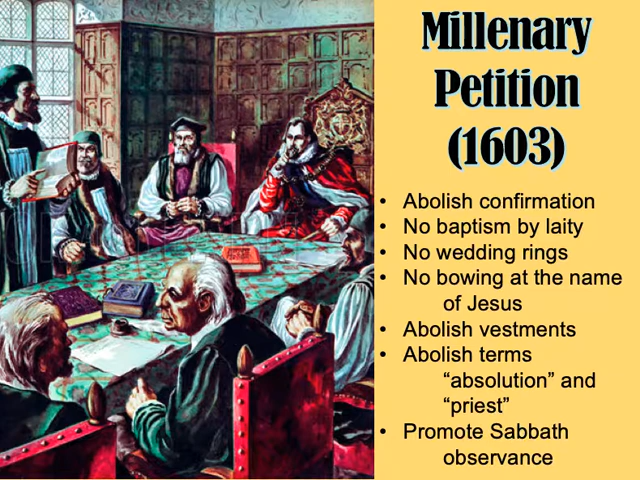 Millenary
Petition
(1603)
• Abolish confirmation
• No baptism by laity
• No wedding rings
• No bowing at the name
of Jesus
• Abolish vestments
• Abolish terms
“absolution” and
“priest”
• Promote Sabbath
observance